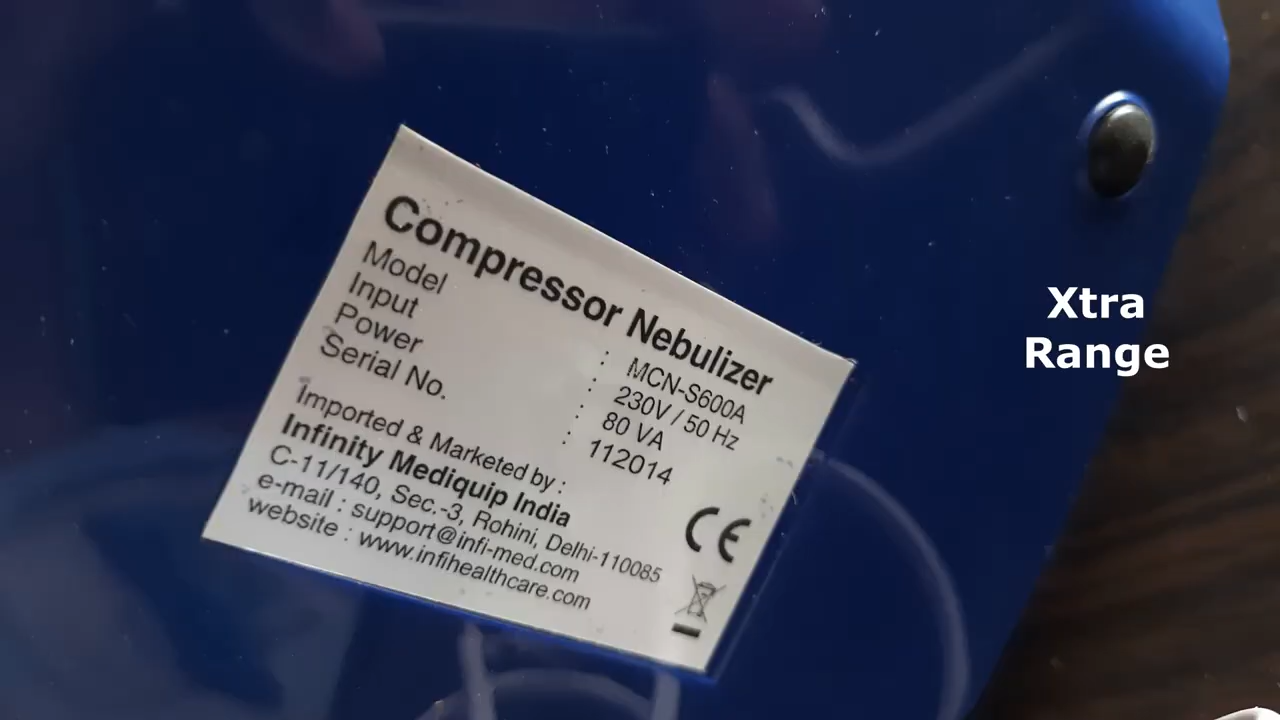 Compressor Nebulizer
Model : MCN-S600A
Input : 230V / 50 Hz
Power : 80 VA
Serial No. : 112014
Imported & Marketed by :
Infinity Mediquip India
C-11/140, Sec.-3, Rohini, Delhi-110085
e-mail : support@infi-med.com
website : www.infihealthcare.com
CE
Xtra
Range